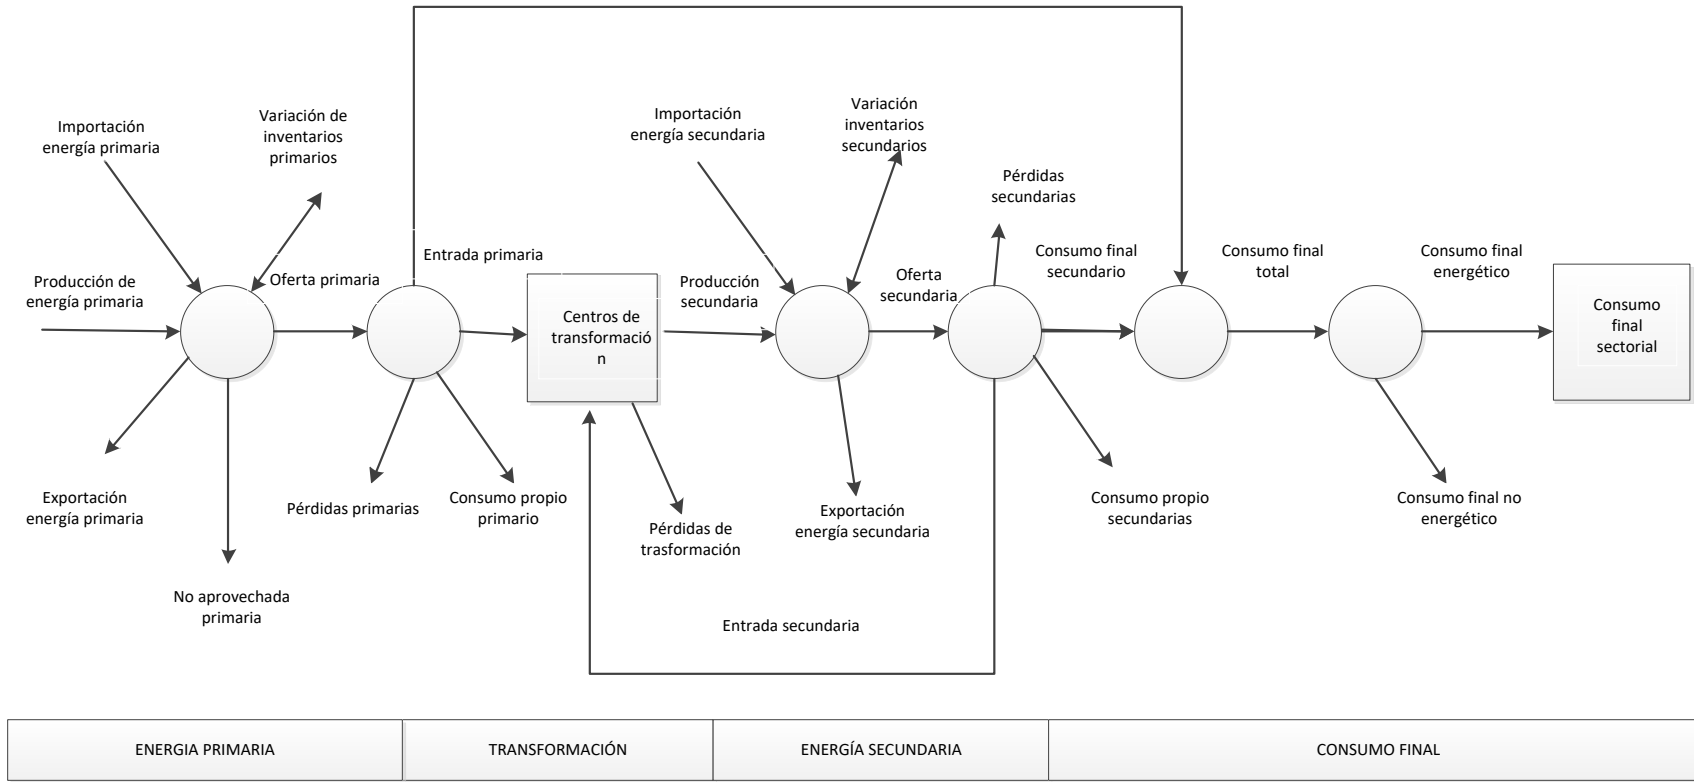 Importación
energía primaria
Variación de
inventarios
primarios
Importación
energía secundaria
Variación
inventarios
secundarios
Pérdidas
secundarias
Producción de
energía primaria
Oferta primaria
Entrada primaria
Centros de
transformació
n
Producción
secundaria
Oferta
secundaria
Consumo final
secundario
Consumo final
total
Consumo final
energético
Consumo
final
sectorial
Exportación
energía primaria
No aprovechada
primaria
Pérdidas primarias
Consumo propio
primario
Pérdidas de
trasformación
Exportación
energía secundaria
Consumo propio
secundarias
Consumo final no
energético
Entrada secundaria
ENERGIA PRIMARIA
TRANSFORMACIÓN
ENERGÍA SECUNDARIA
CONSUMO FINAL